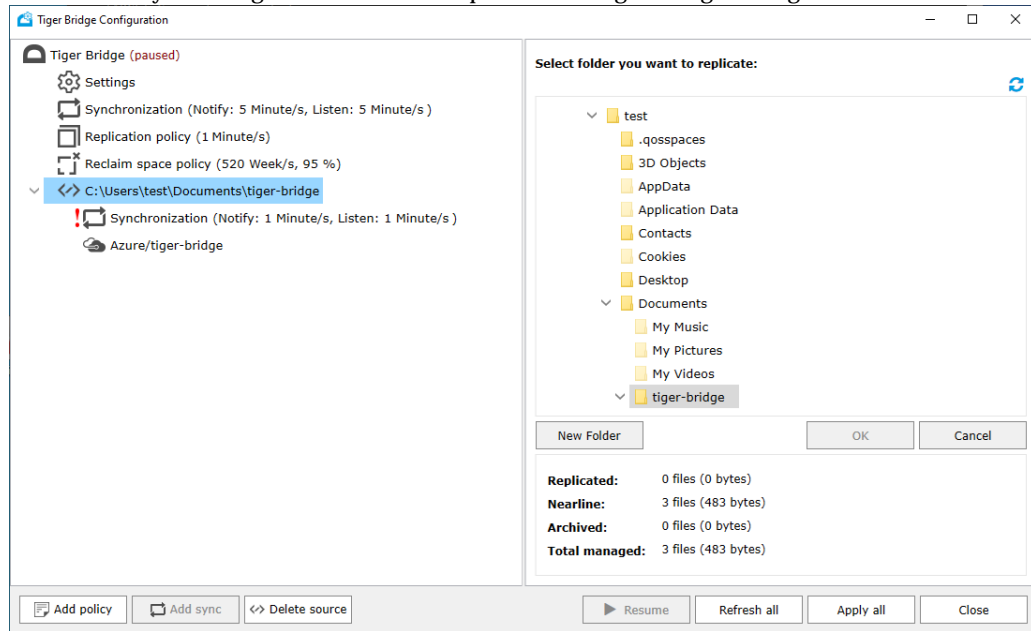 Tiger Bridge Configuration
Tiger Bridge (paused)
Settings
Synchronization (Notify: 5 Minute/s, Listen: 5 Minute/s )
Replication policy (1 Minute/s)
Reclaim space policy (520 Week/s, 95 %)
C:\Users\test\Documents\tiger-bridge
Synchronization (Notify: 1 Minute/s, Listen: 1 Minute/s )
Azure/tiger-bridge
Select folder you want to replicate:
test
.qosspaces
3D Objects
AppData
Application Data
Contacts
Cookies
Desktop
Documents
My Music
My Pictures
My Videos
tiger-bridge
New Folder
OK
Cancel
Replicated: 0 files (0 bytes)
Nearline: 3 files (483 bytes)
Archived: 0 files (0 bytes)
Total managed: 3 files (483 bytes)
Add policy
Add sync
Delete source
Resume
Refresh all
Apply all
Close